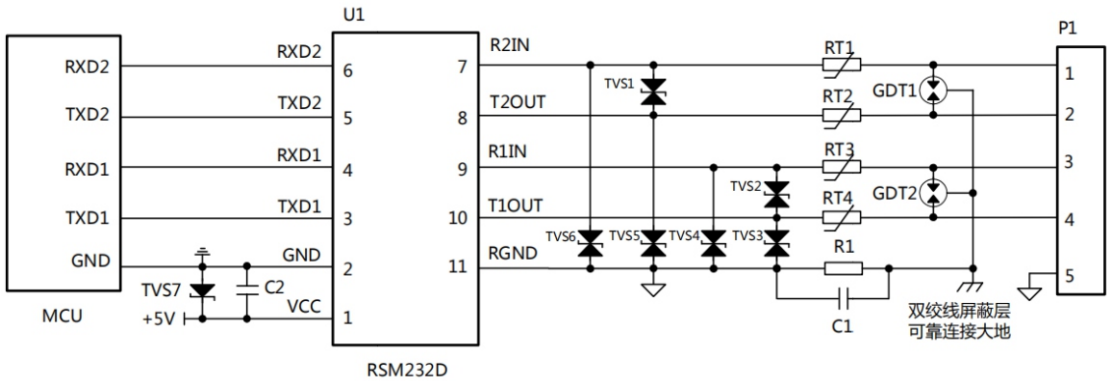 U1
P1
RXD2
RXD2
6
7
R2IN
RT1
1
TVS1
GDT1
TXD2
TXD2
5
8
T2OUT
RT2
2
RXD1
RXD1
4
9
R1IN
RT3
3
TVS2
GDT2
TXD1
TXD1
3
10
T1OUT
RT4
4
TVS6
TVS5
TVS4
TVS3
GND
GND
2
11
RGND
R1
5
TVS7
C2
+5V
VCC
1
C1
MCU
双绞线屏蔽层
可靠连接大地
RSM232D